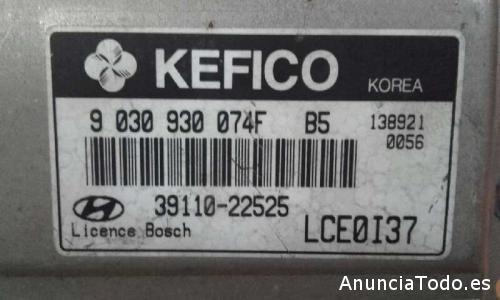 KEFICO KOREA
9 030 930 074F B5 138921
0056
39110-22525
Licence Bosch LCE0I37
AnunciaTodo.es